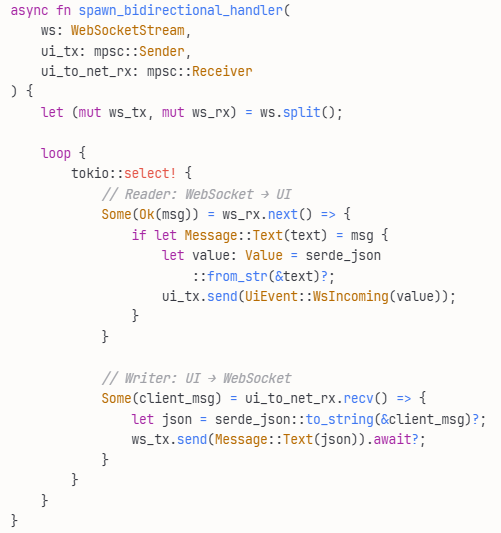 async fn spawn_bidirectional_handler(
    ws: WebSocketStream,
    ui_tx: mpsc::Sender,
    ui_to_net_rx: mpsc::Receiver
) {
    let (mut ws_tx, mut ws_rx) = ws.split();

    loop {
        tokio::select! {
            // Reader: WebSocket → UI
            Some(Ok(msg)) = ws_rx.next() => {
                if let Message::Text(text) = msg {
                    let value: Value = serde_json
                        ::from_str(&text)?;
                    ui_tx.send(UiEvent::WsIncoming(value));
                }
            }

            // Writer: UI → WebSocket
            Some(client_msg) = ui_to_net_rx.recv() => {
                let json = serde_json::to_string(&client_msg)?;
                ws_tx.send(Message::Text(json)).await?;
            }
        }
    }
}